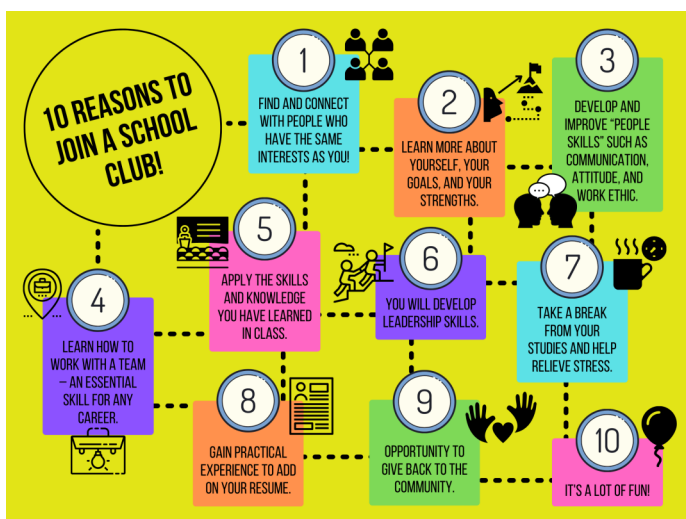 10 REASONS TO
JOIN A SCHOOL
CLUB!
1
FIND AND CONNECT
WITH PEOPLE WHO
HAVE THE SAME
INTERESTS AS YOU!
2
LEARN MORE ABOUT
YOURSELF, YOUR
GOALS, AND YOUR
STRENGTHS.
3
DEVELOP AND
IMPROVE “PEOPLE
SKILLS” SUCH AS
COMMUNICATION,
ATTITUDE, AND
WORK ETHIC.
4
LEARN HOW TO
WORK WITH A TEAM
– AN ESSENTIAL
SKILL FOR ANY
CAREER.
5
APPLY THE SKILLS
AND KNOWLEDGE
YOU HAVE LEARNED
IN CLASS.
6
YOU WILL DEVELOP
LEADERSHIP SKILLS.
7
TAKE A BREAK
FROM YOUR
STUDIES AND HELP
RELIEVE STRESS.
8
GAIN PRACTICAL
EXPERIENCE TO ADD
ON YOUR RESUME.
9
OPPORTUNITY TO
GIVE BACK TO THE
COMMUNITY.
10
IT'S A LOT OF FUN!